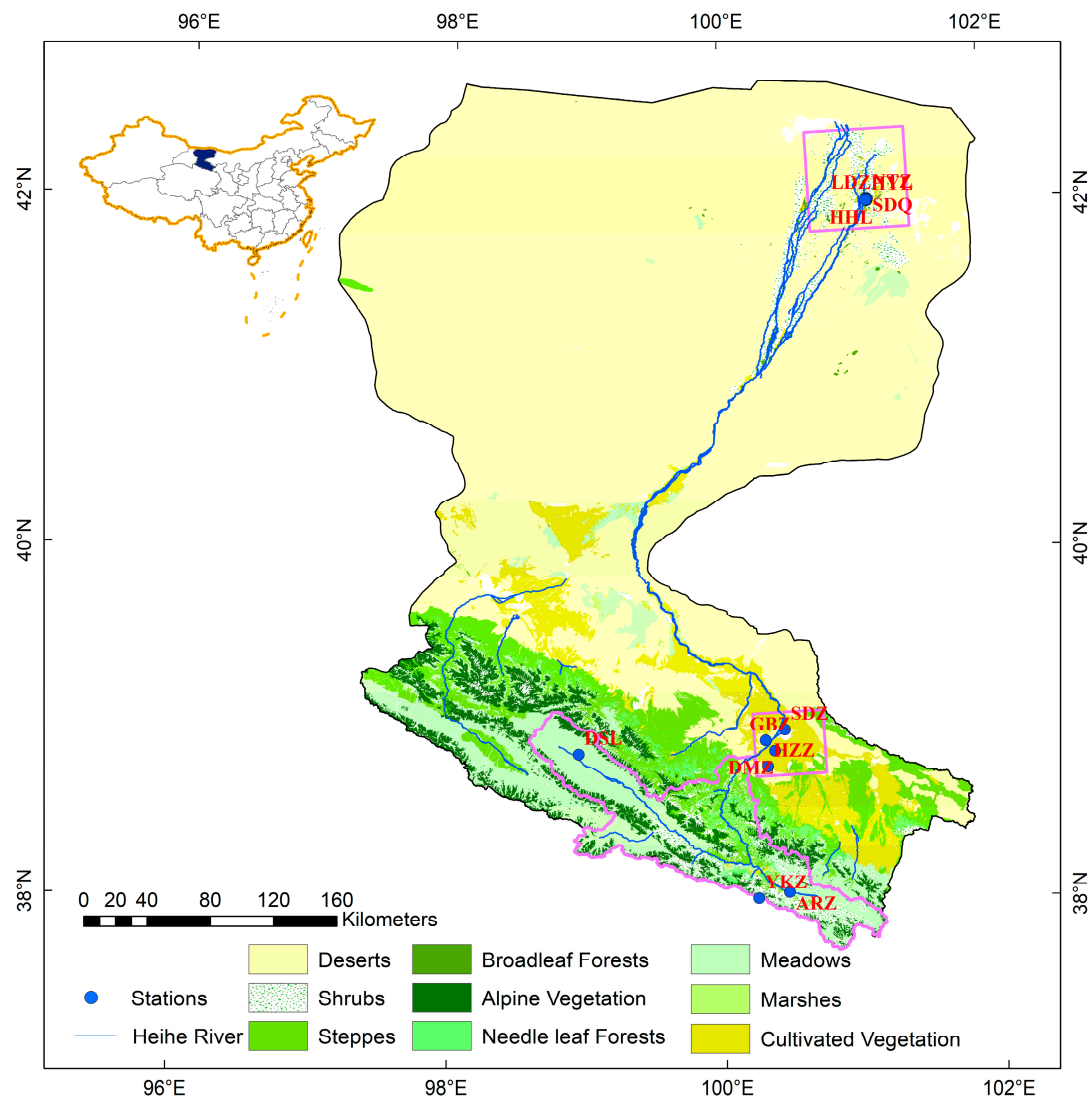 96°E 98°E 100°E 102°E
42°N 42°N
LDZ NTZ
SDQ
HHL
40°N 40°N
GBZ SDZ
DSL HZZ
DMZ
YKZ
38°N 38°N
ARZ
0 20 40 80 120 160
Kilometers
Deserts Broadleaf Forests Meadows
Stations Shrubs Alpine Vegetation Marshes
Heihe River Steppes Needle leaf Forests Cultivated Vegetation
96°E 98°E 100°E 102°E